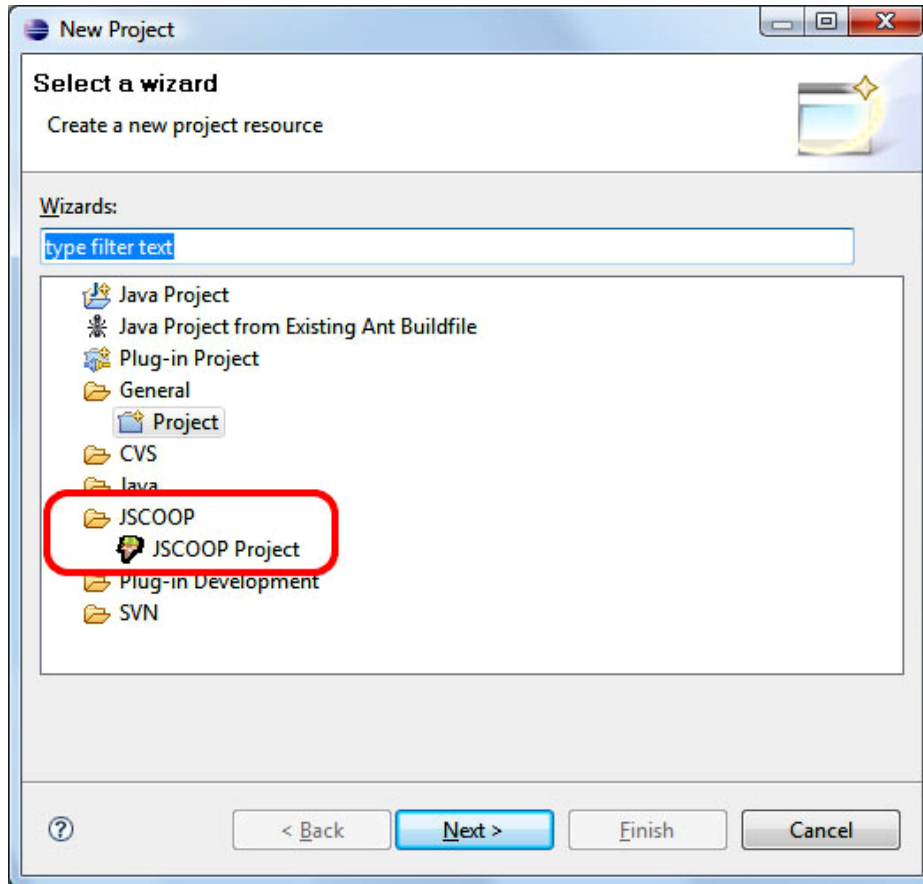 New Project
Select a wizard
Create a new project resource
Wizards:
type filter text
Java Project
Java Project from Existing Ant Buildfile
Plug-in Project
General
Project
CVS
Java
JSCOOP
JSCOOP Project
Plug-in Development
SVN
? < Back Next > Finish Cancel